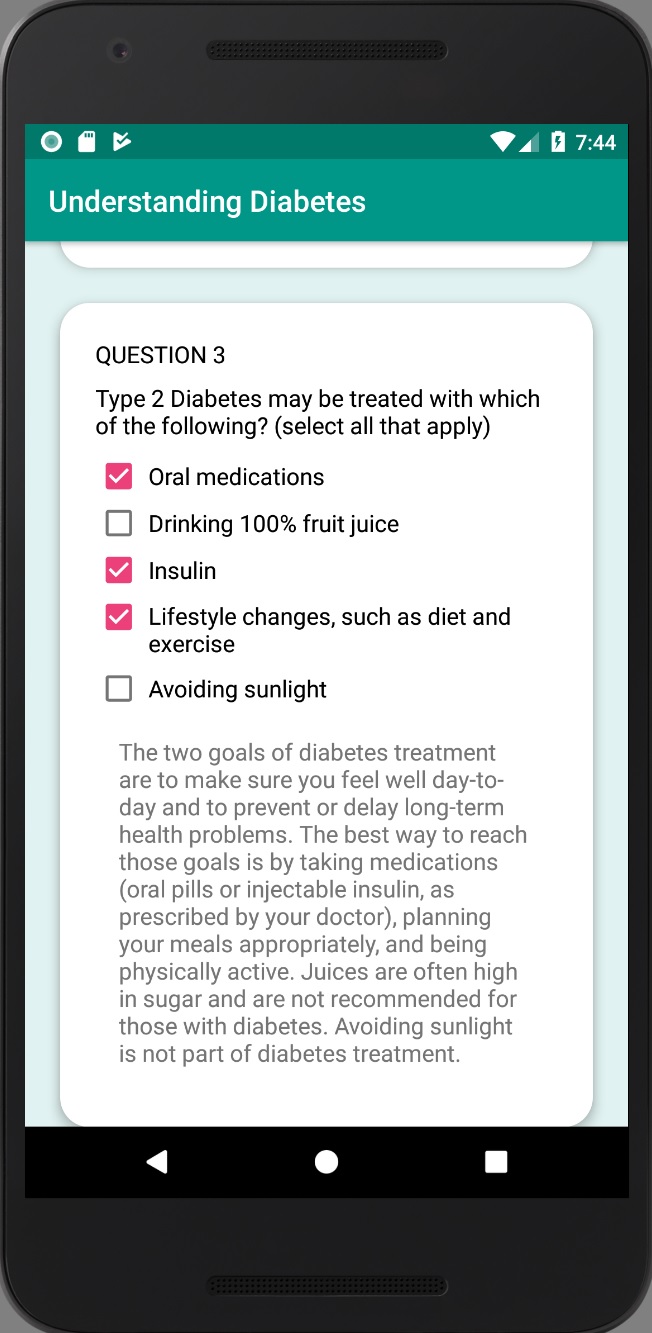 7:44
Understanding Diabetes
QUESTION 3
Type 2 Diabetes may be treated with which
of the following? (select all that apply)
Oral medications
Drinking 100% fruit juice
Insulin
Lifestyle changes, such as diet and
exercise
Avoiding sunlight
The two goals of diabetes treatment
are to make sure you feel well day-to-
day and to prevent or delay long-term
health problems. The best way to reach
those goals is by taking medications
(oral pills or injectable insulin, as
prescribed by your doctor), planning
your meals appropriately, and being
physically active. Juices are often high
in sugar and are not recommended for
those with diabetes. Avoiding sunlight
is not part of diabetes treatment.